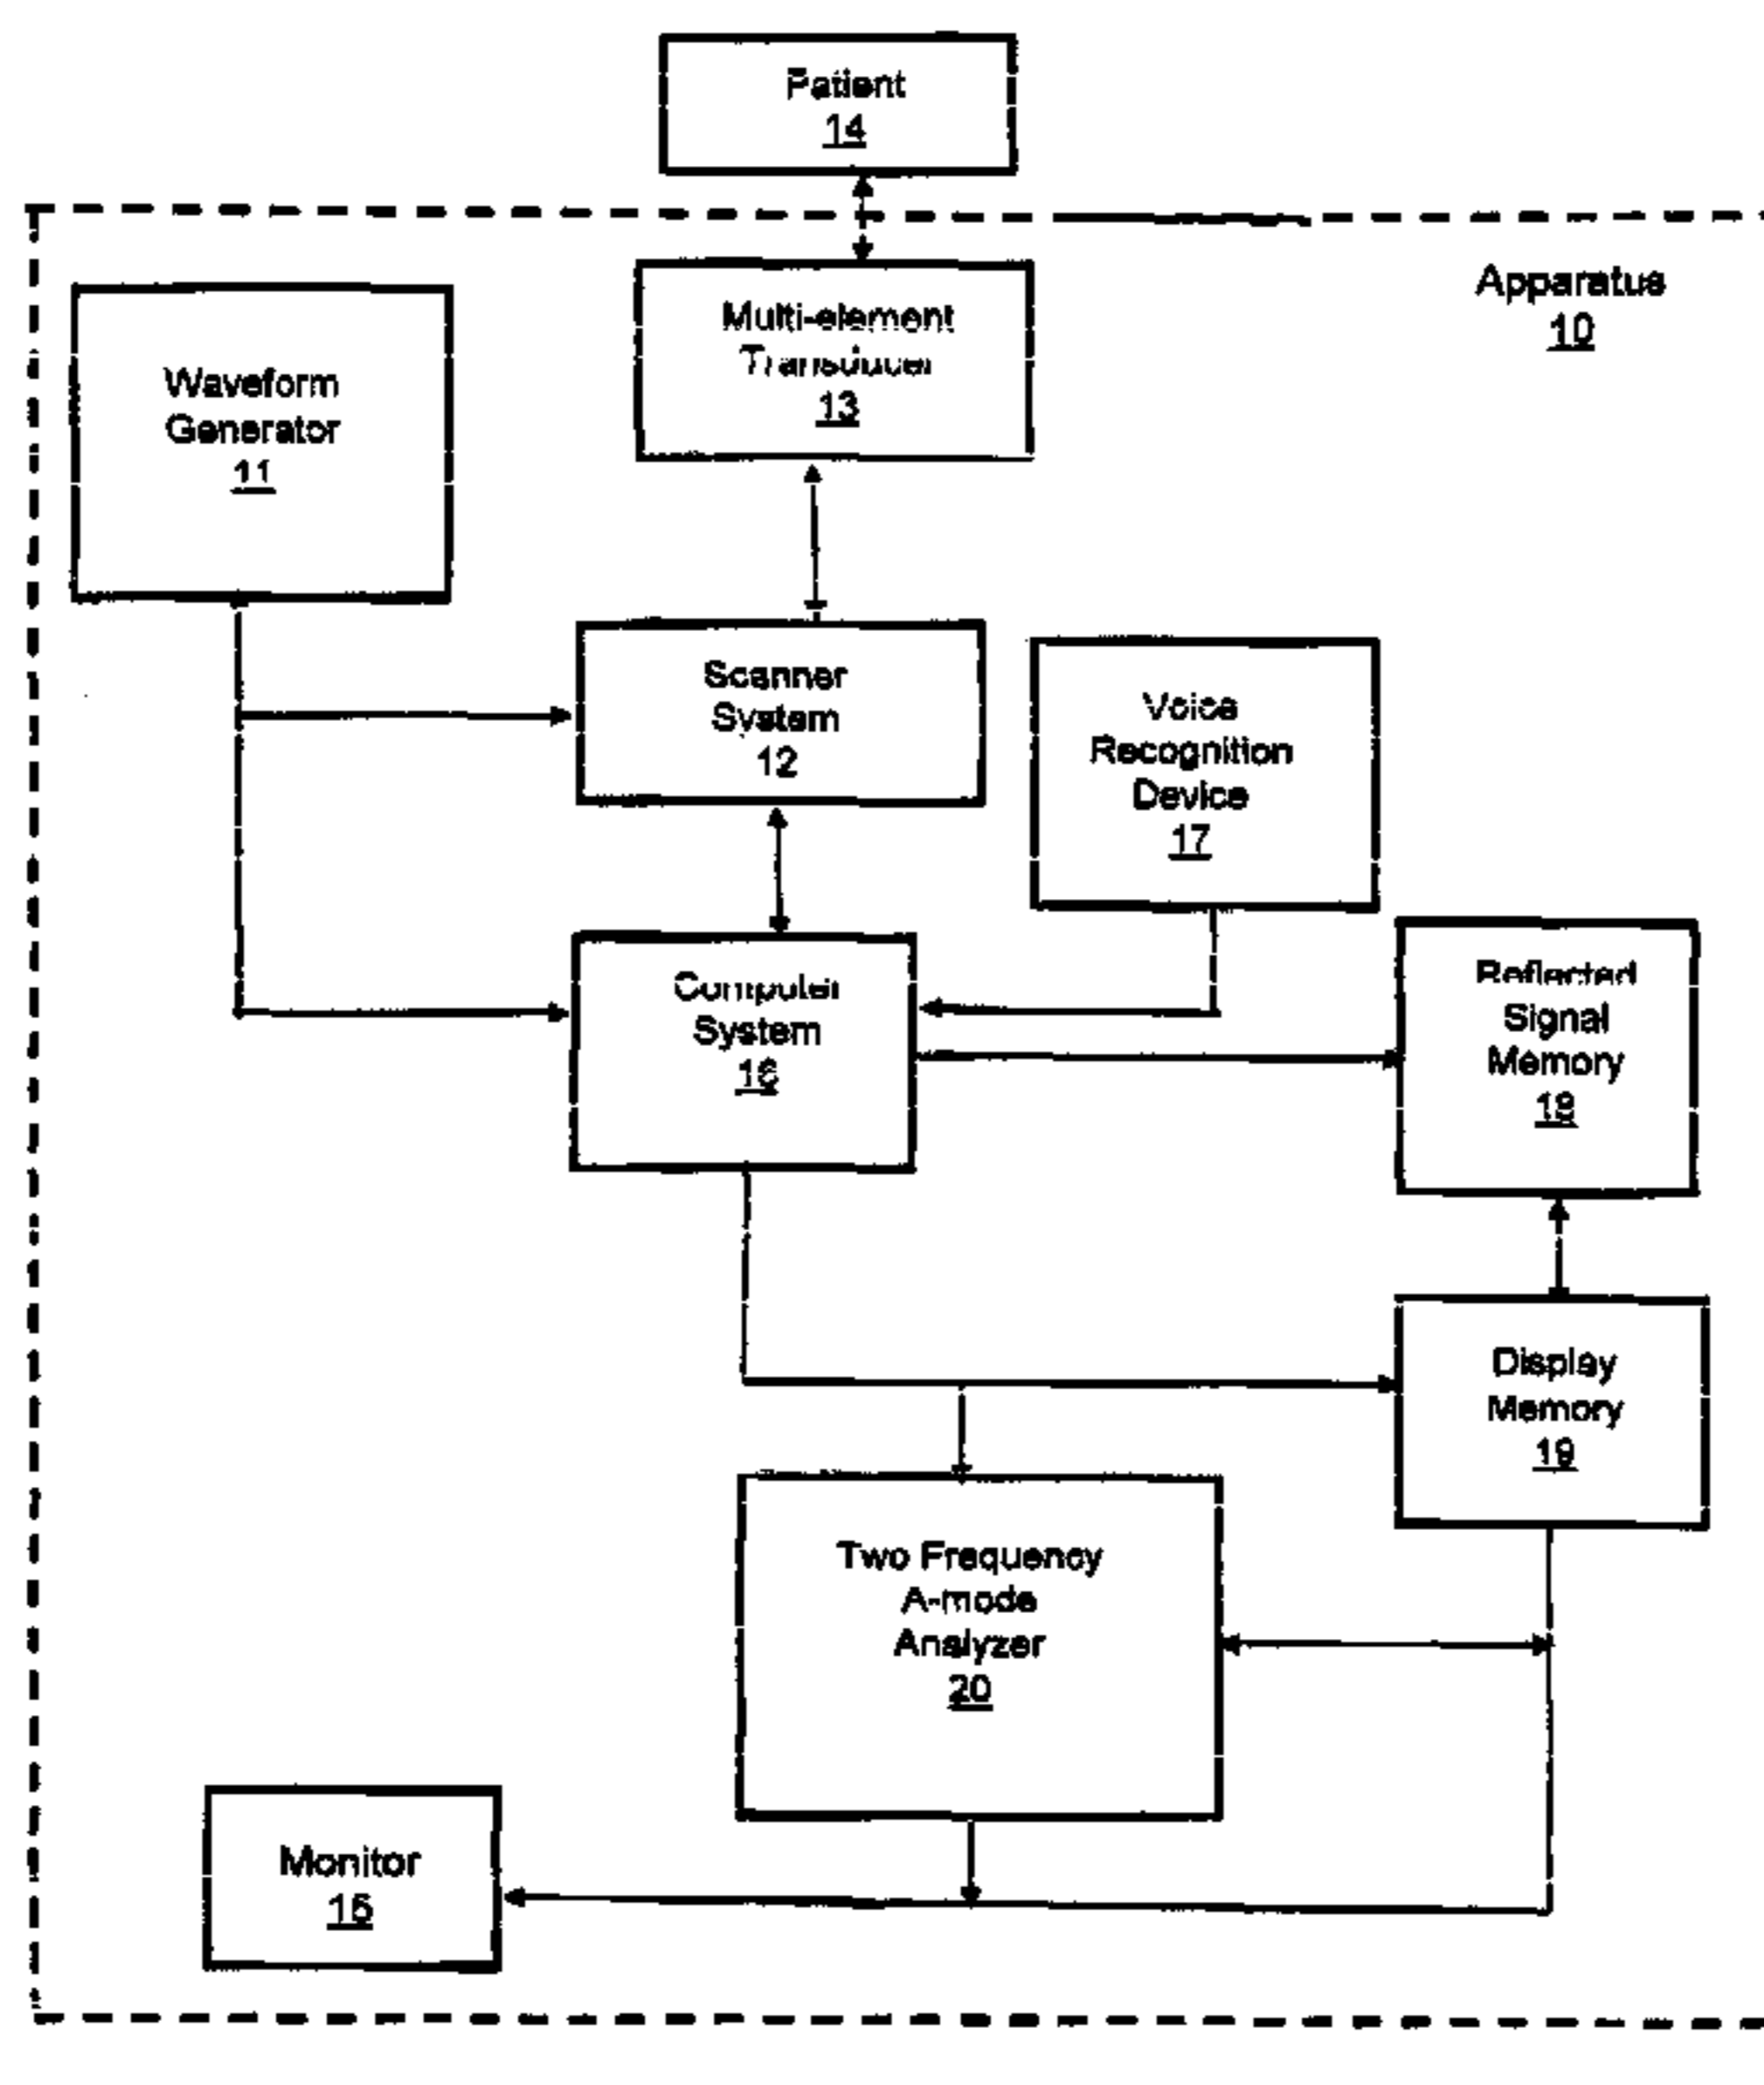 Patient
14
Apparatus
10
Multi-element
Transducer
13
Waveform
Generator
11
Scanner
System
12
Voice
Recognition
Device
17
Computer
System
16
Reflected
Signal
Memory
18
Display
Memory
19
Two Frequency
A-mode
Analyzer
20
Monitor
15